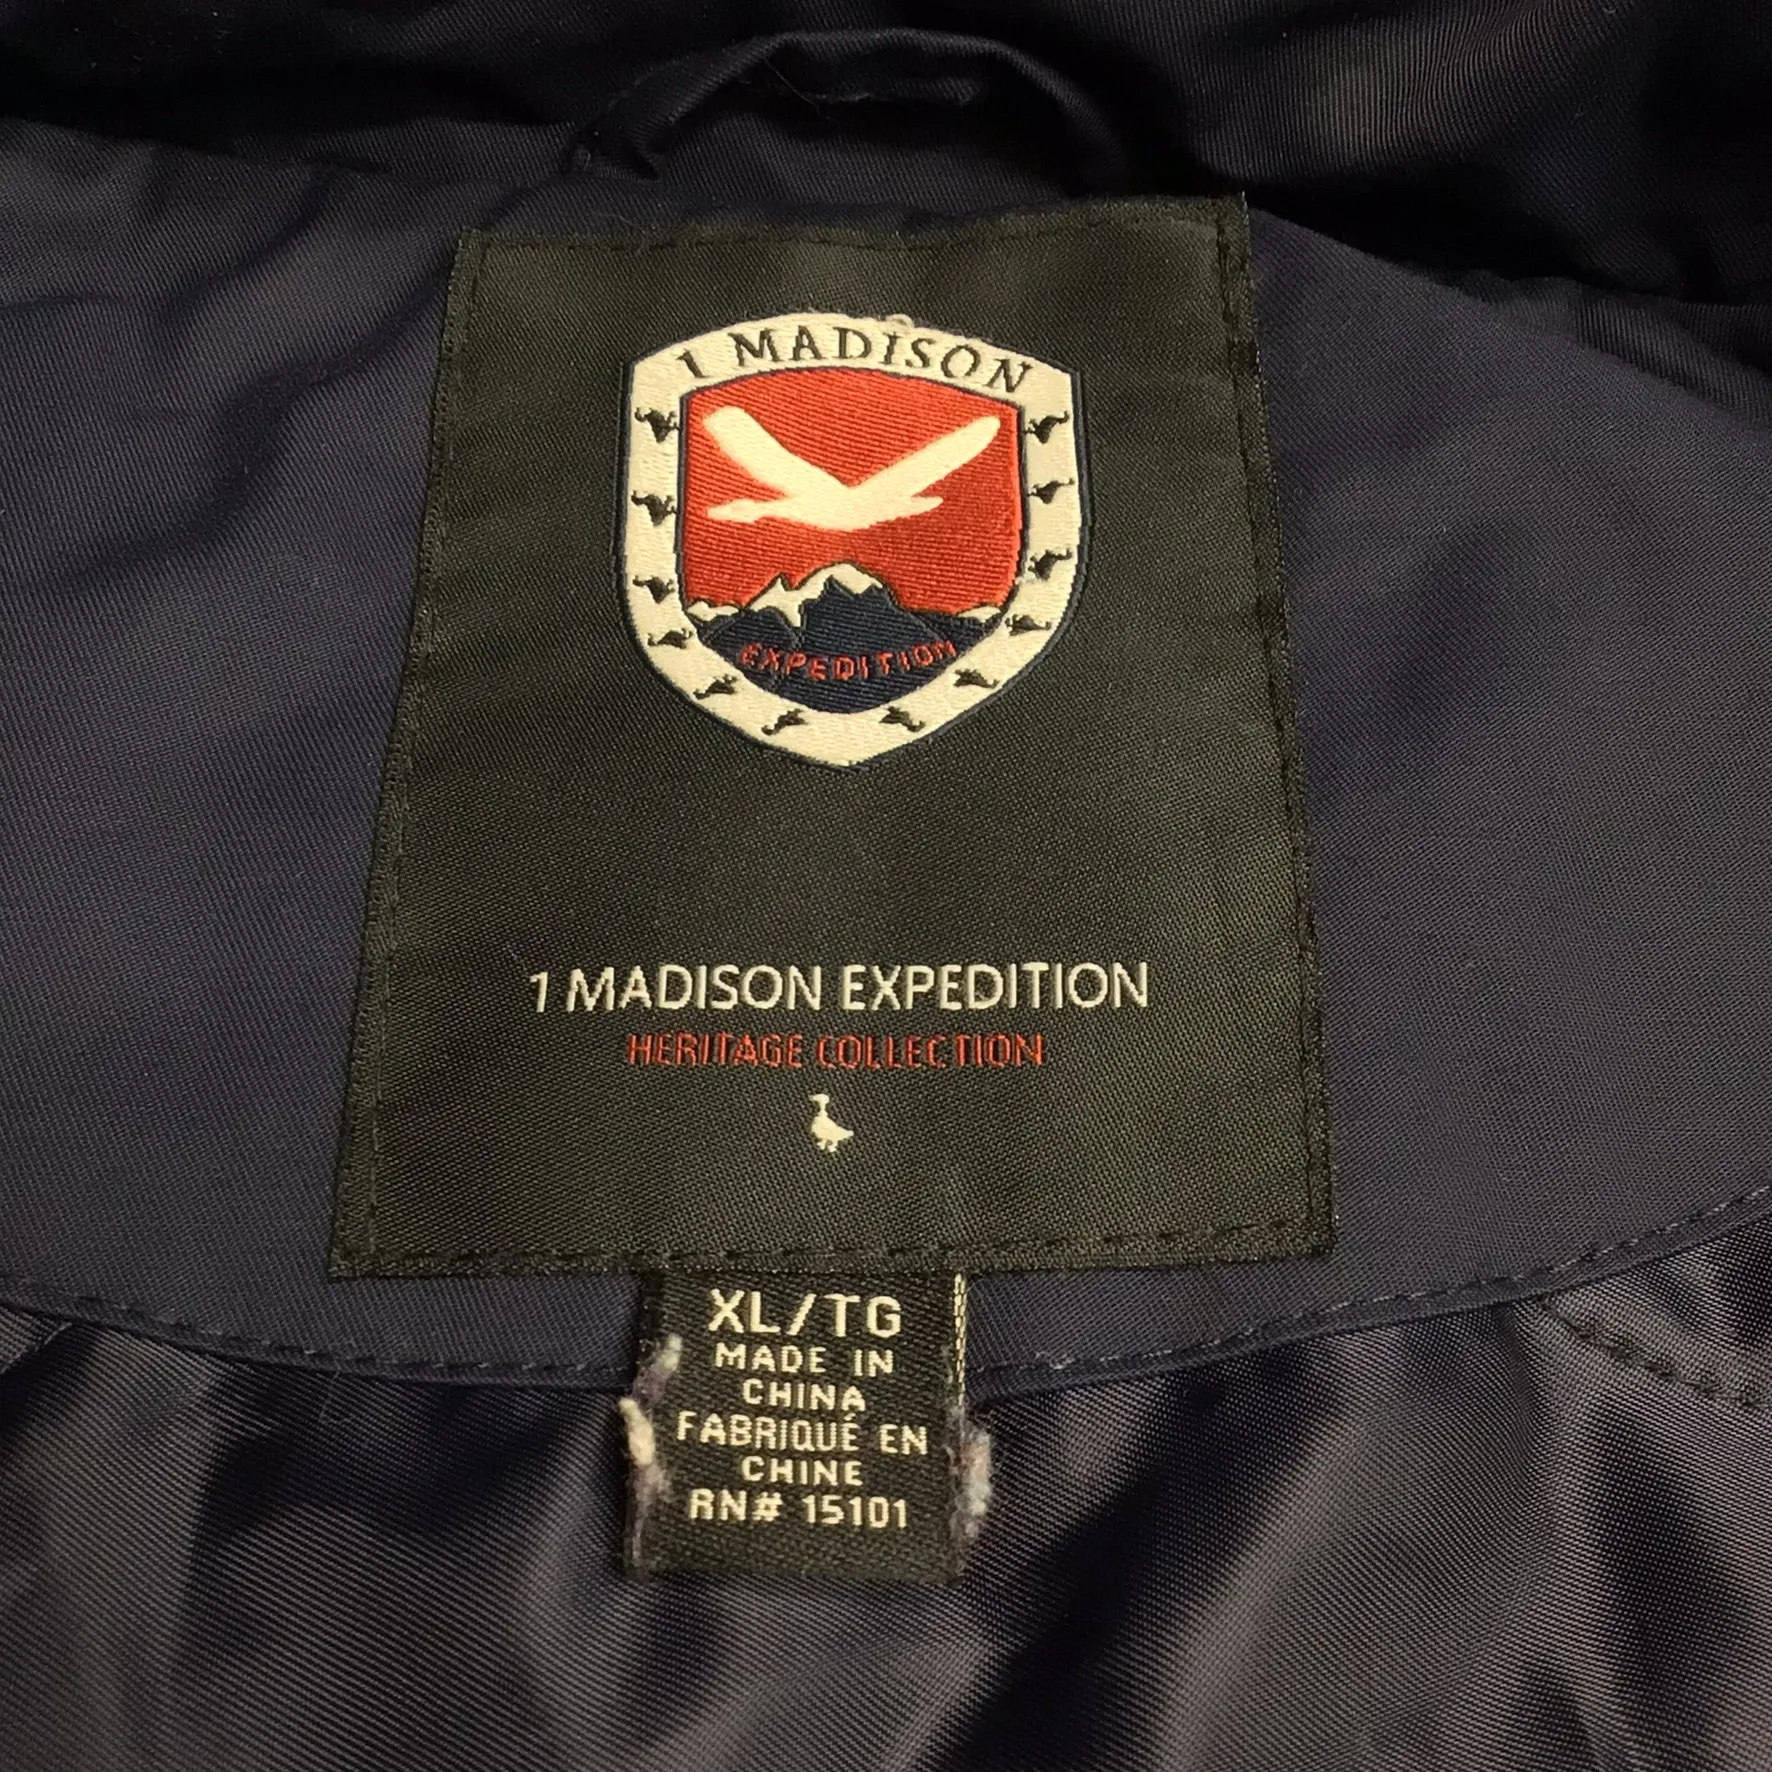 1 MADISON
EXPEDITION
1 MADISON EXPEDITION
HERITAGE COLLECTION
XL/TG
MADE IN
CHINA
FABRIQUÉ EN
CHINE
RN# 15101